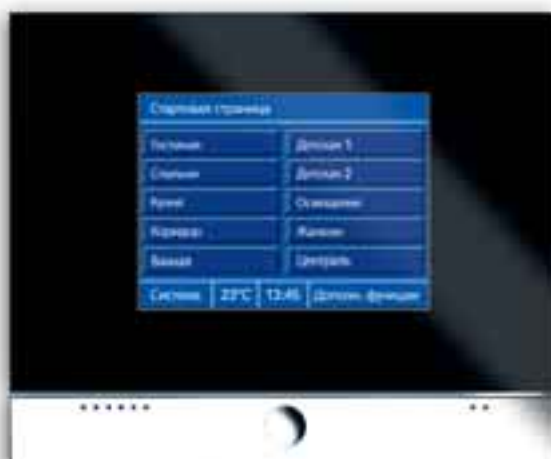 Стартовая страница
Гостиная Детская 1
Спальня Детская 2
Кухня Освещение
Коридор Жалюзи
Ванная Централь.
Система 23°C 13:45 Дополн. функции